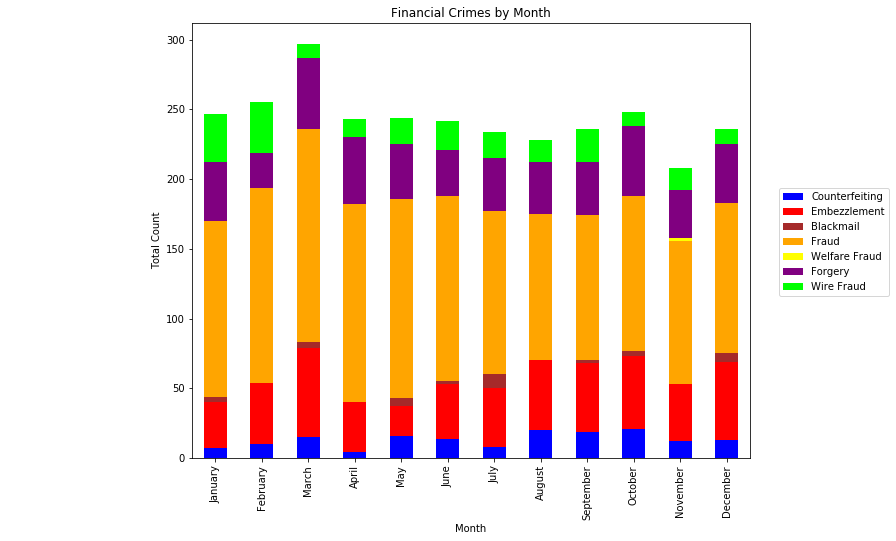 Financial Crimes by Month
Total Count
300
250
200
150
100
50
0
January
February
March
April
May
June
July
August
September
October
November
December
Month
Counterfeiting
Embezzlement
Blackmail
Fraud
Welfare Fraud
Forgery
Wire Fraud